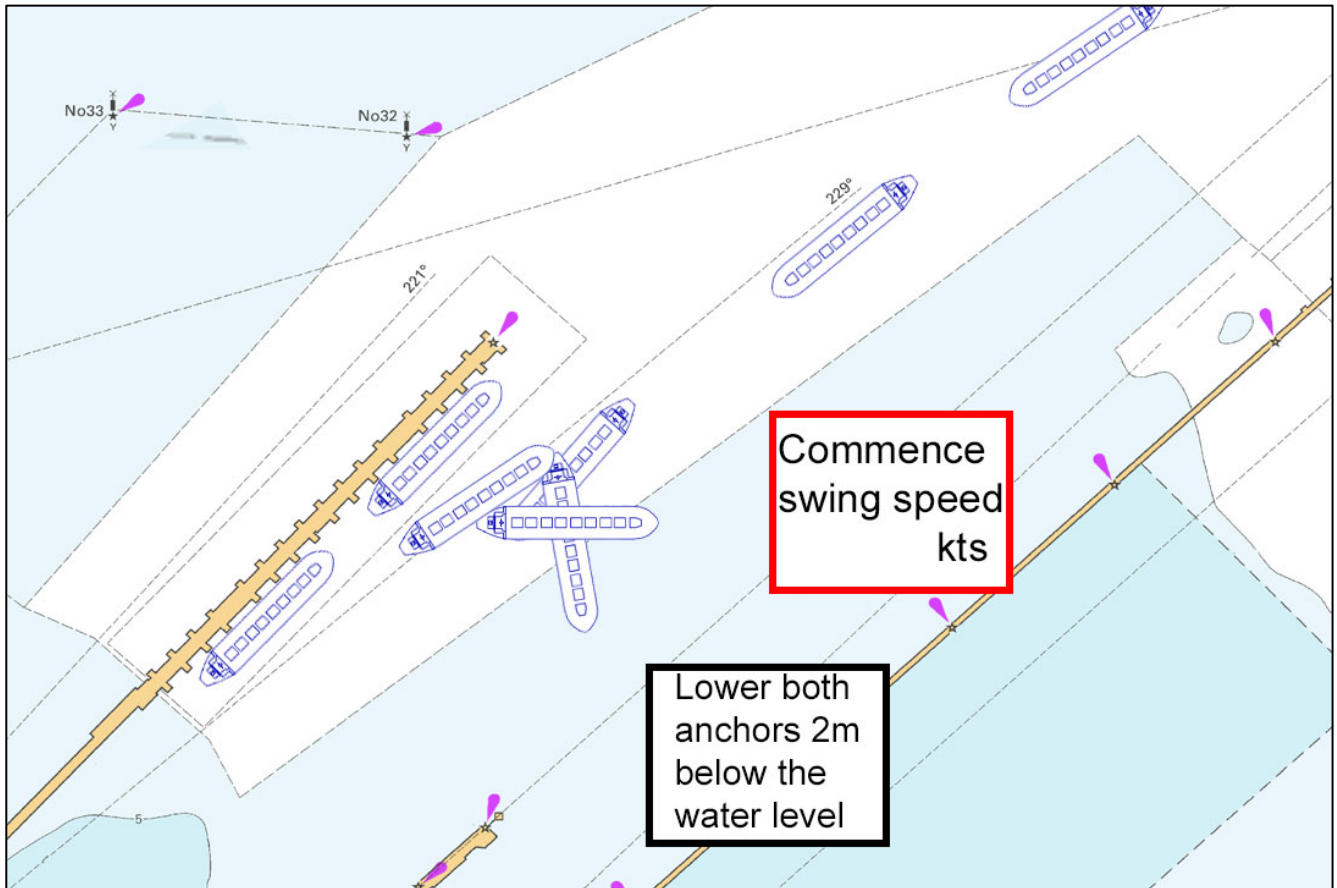 No33
Y
No32
Y
229°
221°
Commence
swing speed
kts
Lower both
anchors 2m
below the
water level
5